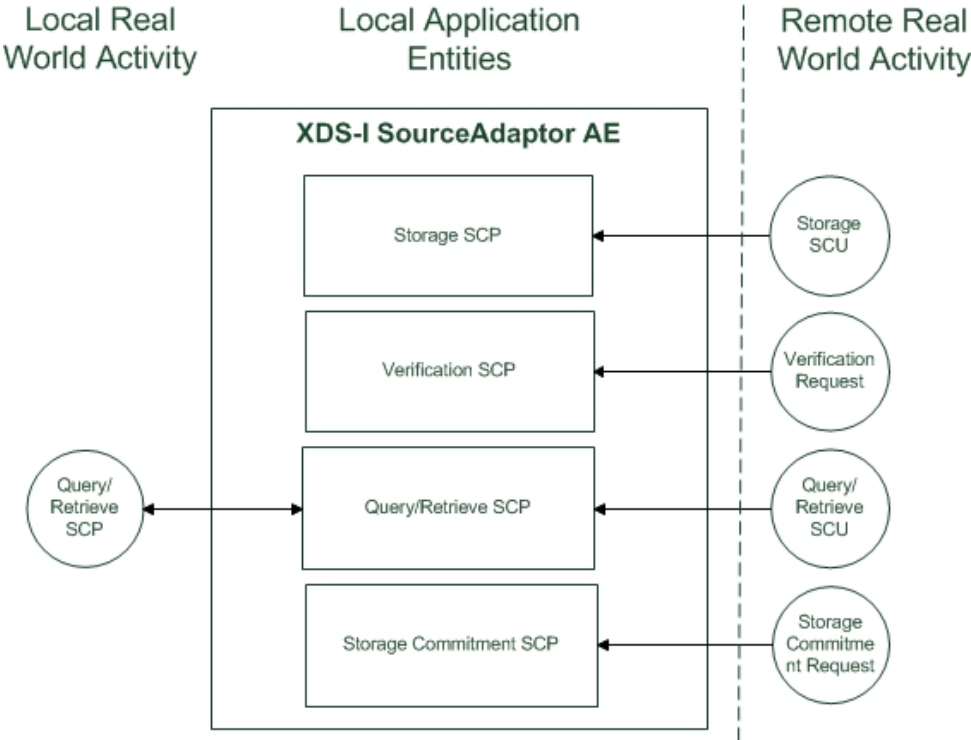 Local Real
World Activity
Local Application
Entities
Remote Real
World Activity
XDS-I SourceAdaptor AE
Storage SCP
Storage
SCU
Verification SCP
Verification
Request
Query/
Retrieve
SCP
Query/Retrieve SCP
Query/
Retrieve
SCU
Storage Commitment SCP
Storage
Commitme
nt Request